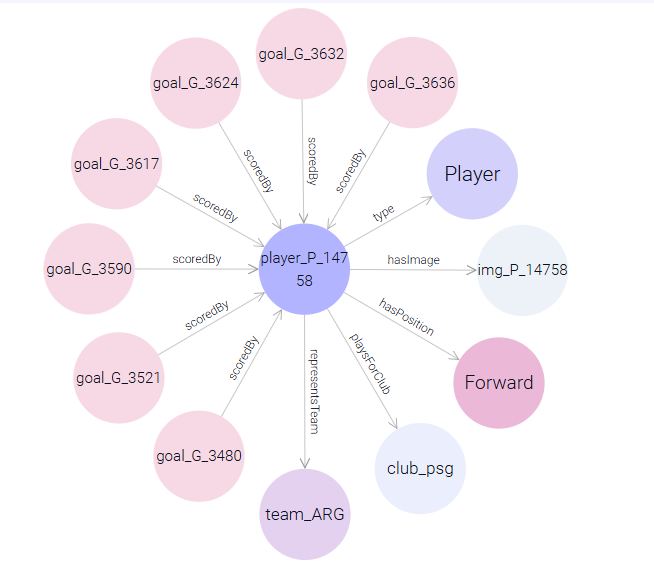 goal_G_3632
goal_G_3624
goal_G_3636
scoredBy
scoredBy
scoredBy
goal_G_3617
Player
scoredBy
type
goal_G_3590
scoredBy
player_P_147
58
hasImage
img_P_14758
scoredBy
hasPosition
goal_G_3521
scoredBy
representsTeam
playsForClub
Forward
goal_G_3480
club_psg
team_ARG